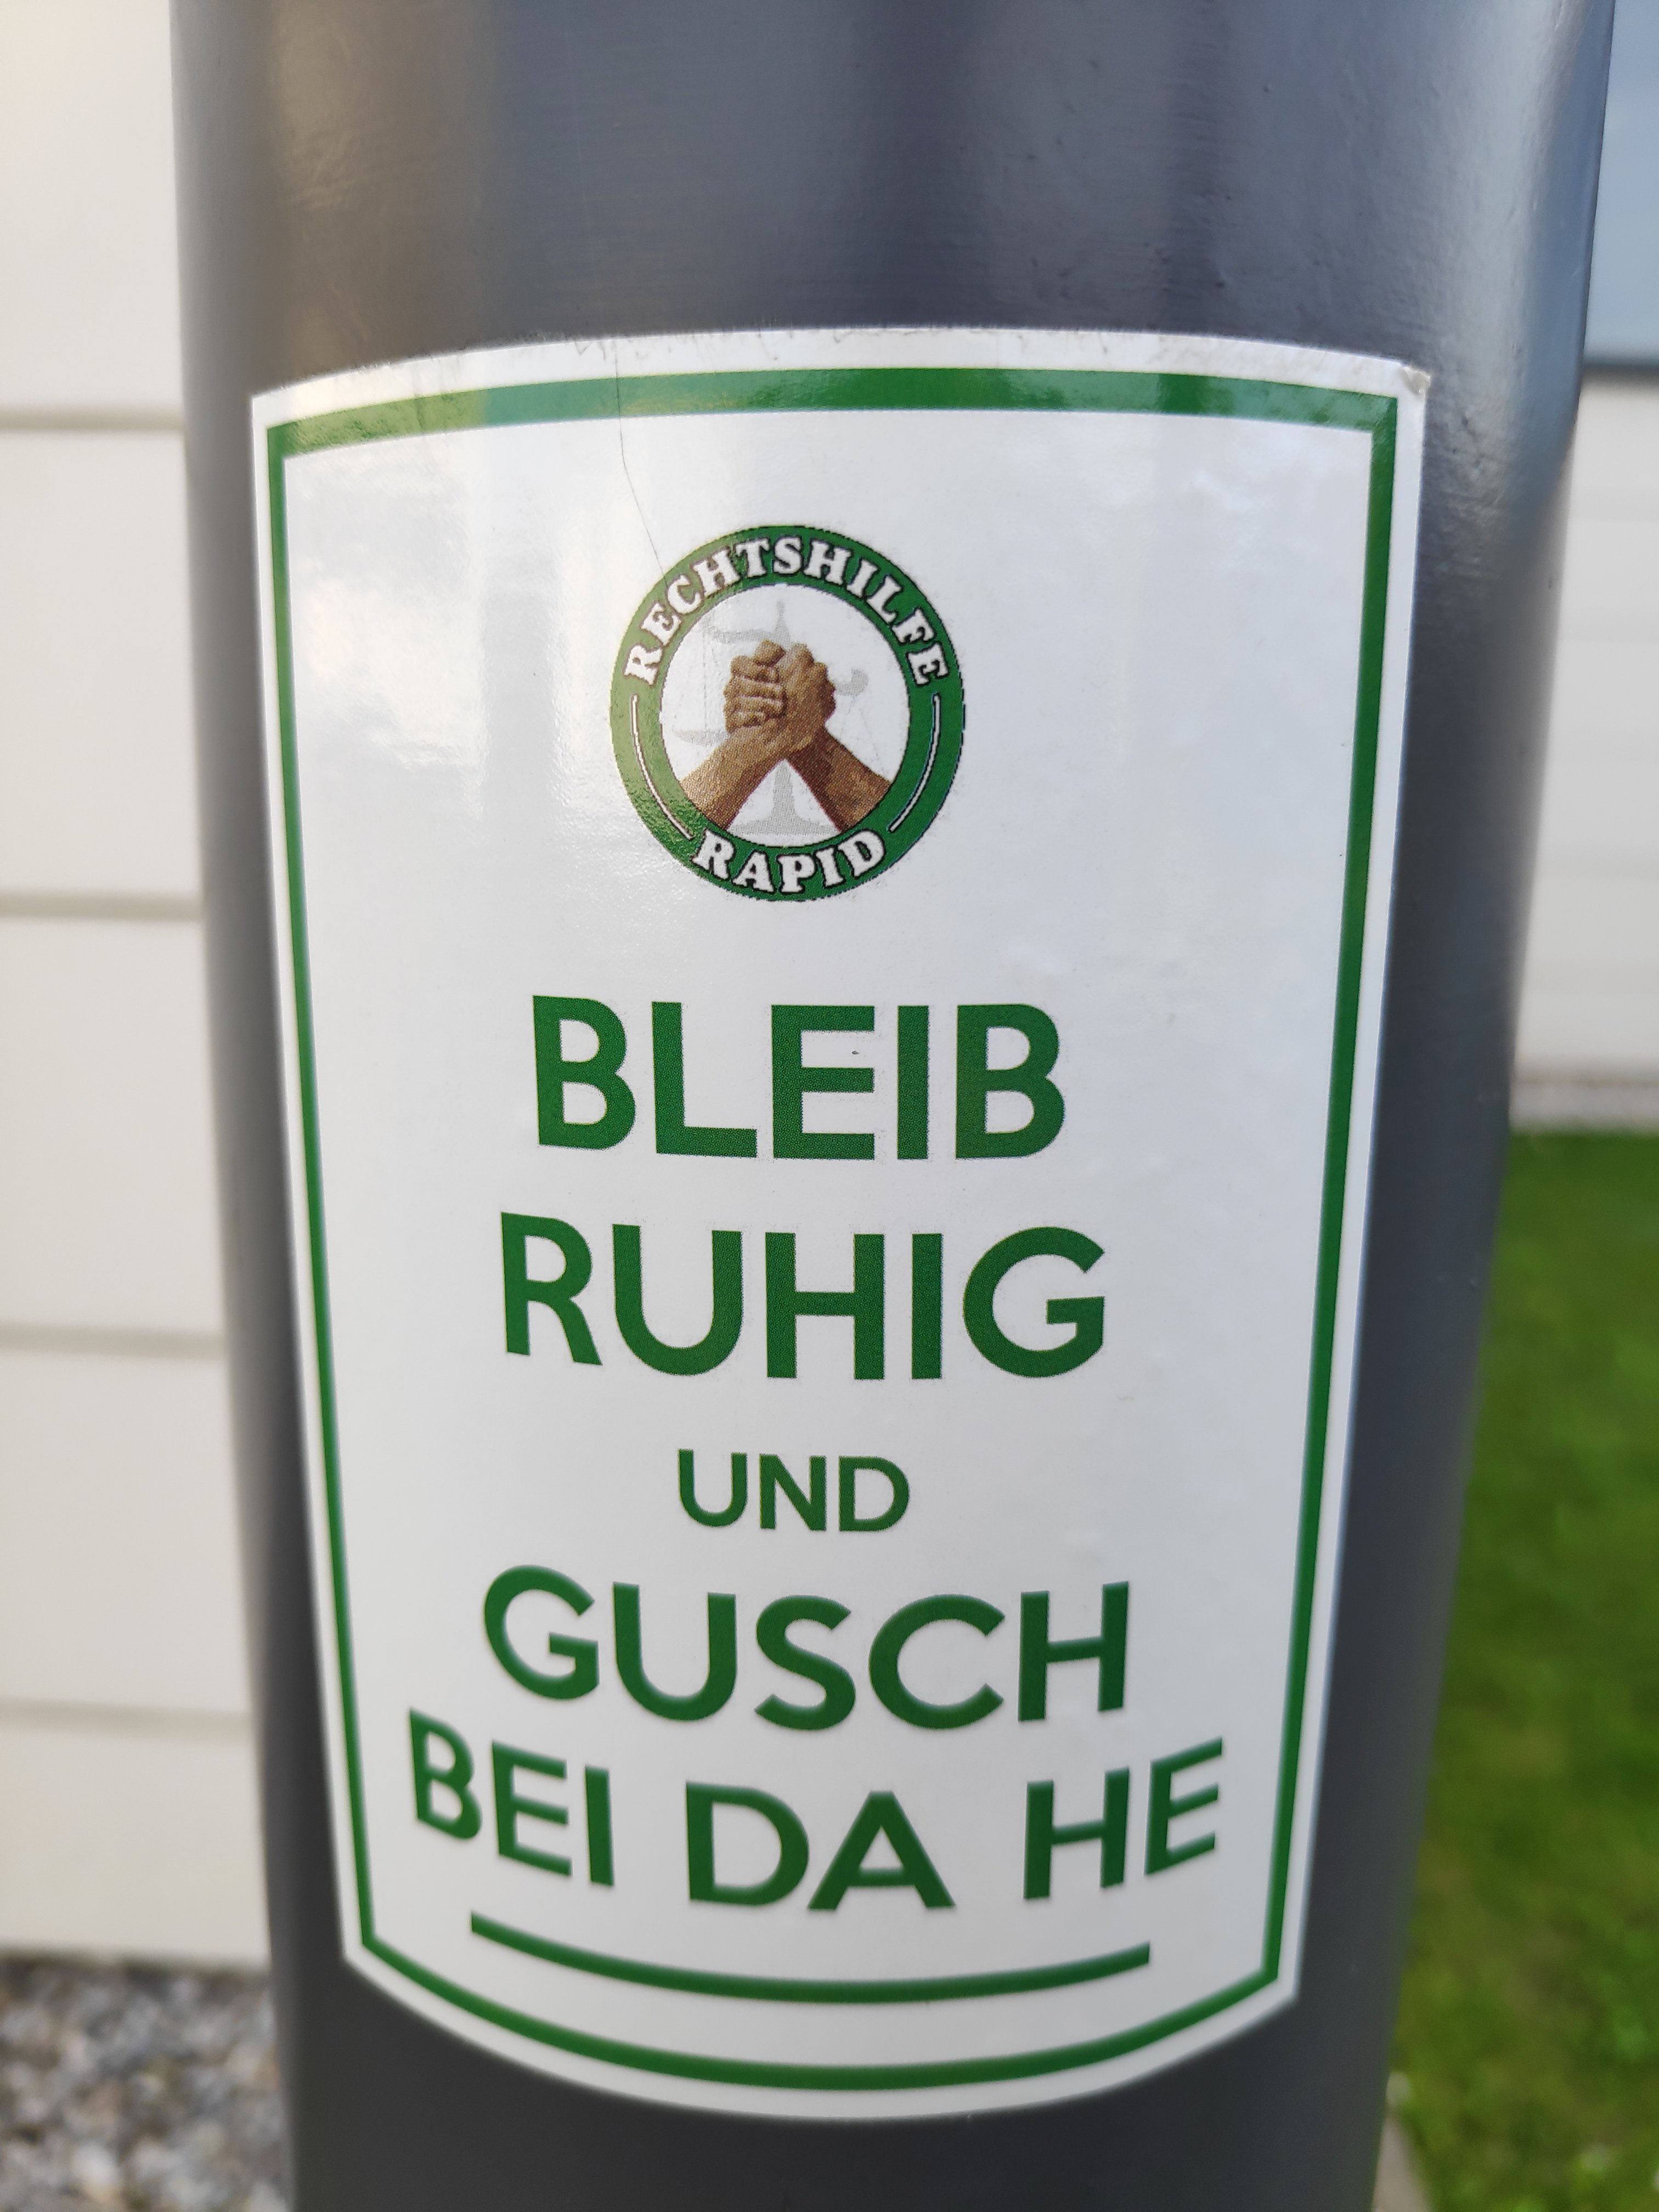 RECHTSHILFE
RAPID
BLEIB
RUHIG
UND
GUSCH
BEI DA HE